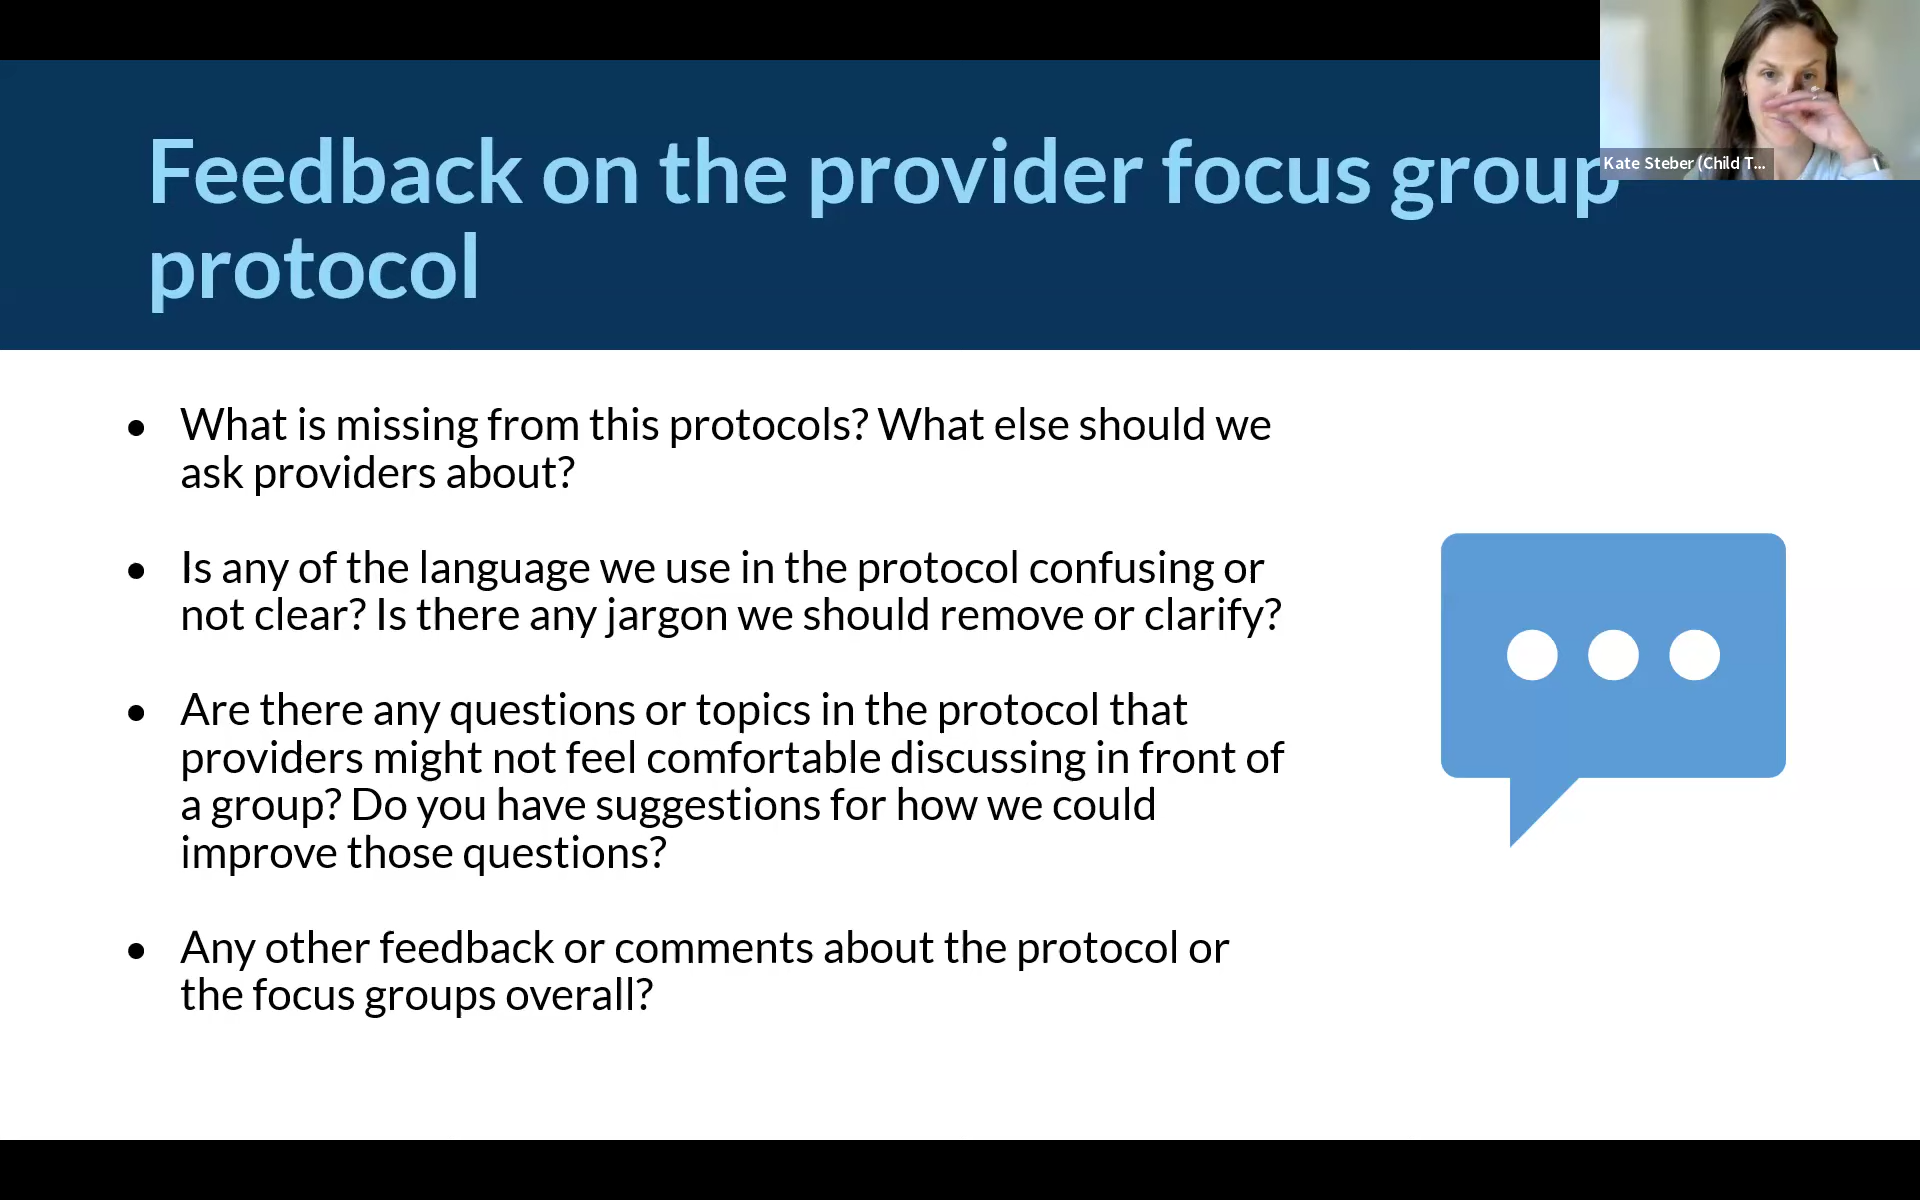 Feedback on the provider focus group
protocol
Kate Steber (Child T...
• What is missing from this protocols? What else should we
ask providers about?
• Is any of the language we use in the protocol confusing or
not clear? Is there any jargon we should remove or clarify?
• Are there any questions or topics in the protocol that
providers might not feel comfortable discussing in front of
a group? Do you have suggestions for how we could
improve those questions?
• Any other feedback or comments about the protocol or
the focus groups overall?